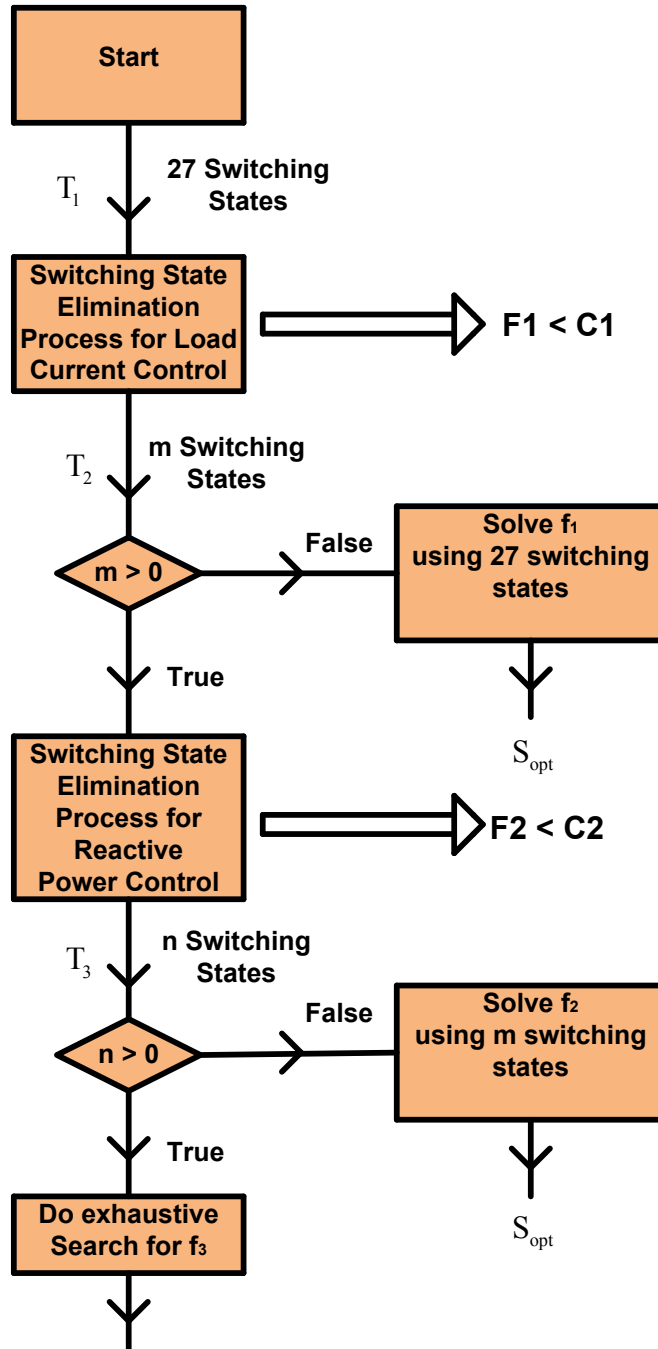 Start
T₁
27 Switching
States
Switching State
Elimination
Process for Load
Current Control
F1 < C1
T₂
m Switching
States
m > 0
False
Solve f₁
using 27 switching
states
True
Sopt
Switching State
Elimination
Process for
Reactive
Power Control
F2 < C2
T₃
n Switching
States
n > 0
False
Solve f₂
using m switching
states
True
Sopt
Do exhaustive
Search for f₃